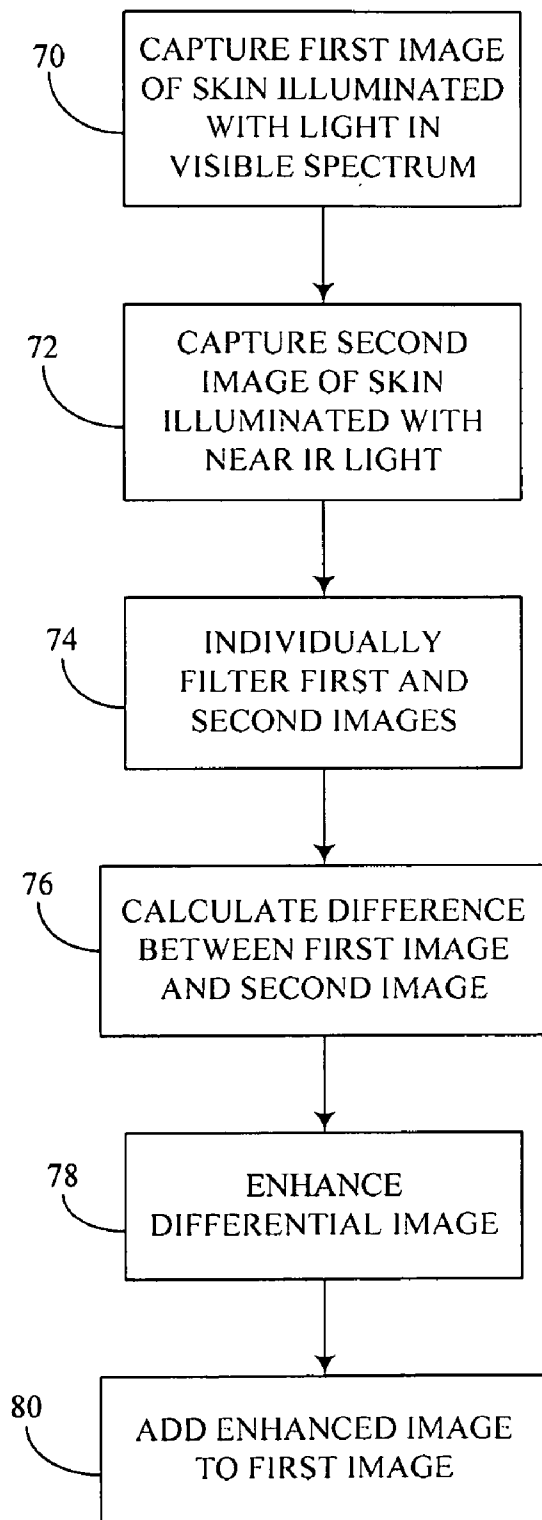 70
CAPTURE FIRST IMAGE
OF SKIN ILLUMINATED
WITH LIGHT IN
VISIBLE SPECTRUM
72
CAPTURE SECOND
IMAGE OF SKIN
ILLUMINATED WITH
NEAR IR LIGHT
74
INDIVIDUALLY
FILTER FIRST AND
SECOND IMAGES
76
CALCULATE DIFFERENCE
BETWEEN FIRST IMAGE
AND SECOND IMAGE
78
ENHANCE
DIFFERENTIAL IMAGE
80
ADD ENHANCED IMAGE
TO FIRST IMAGE